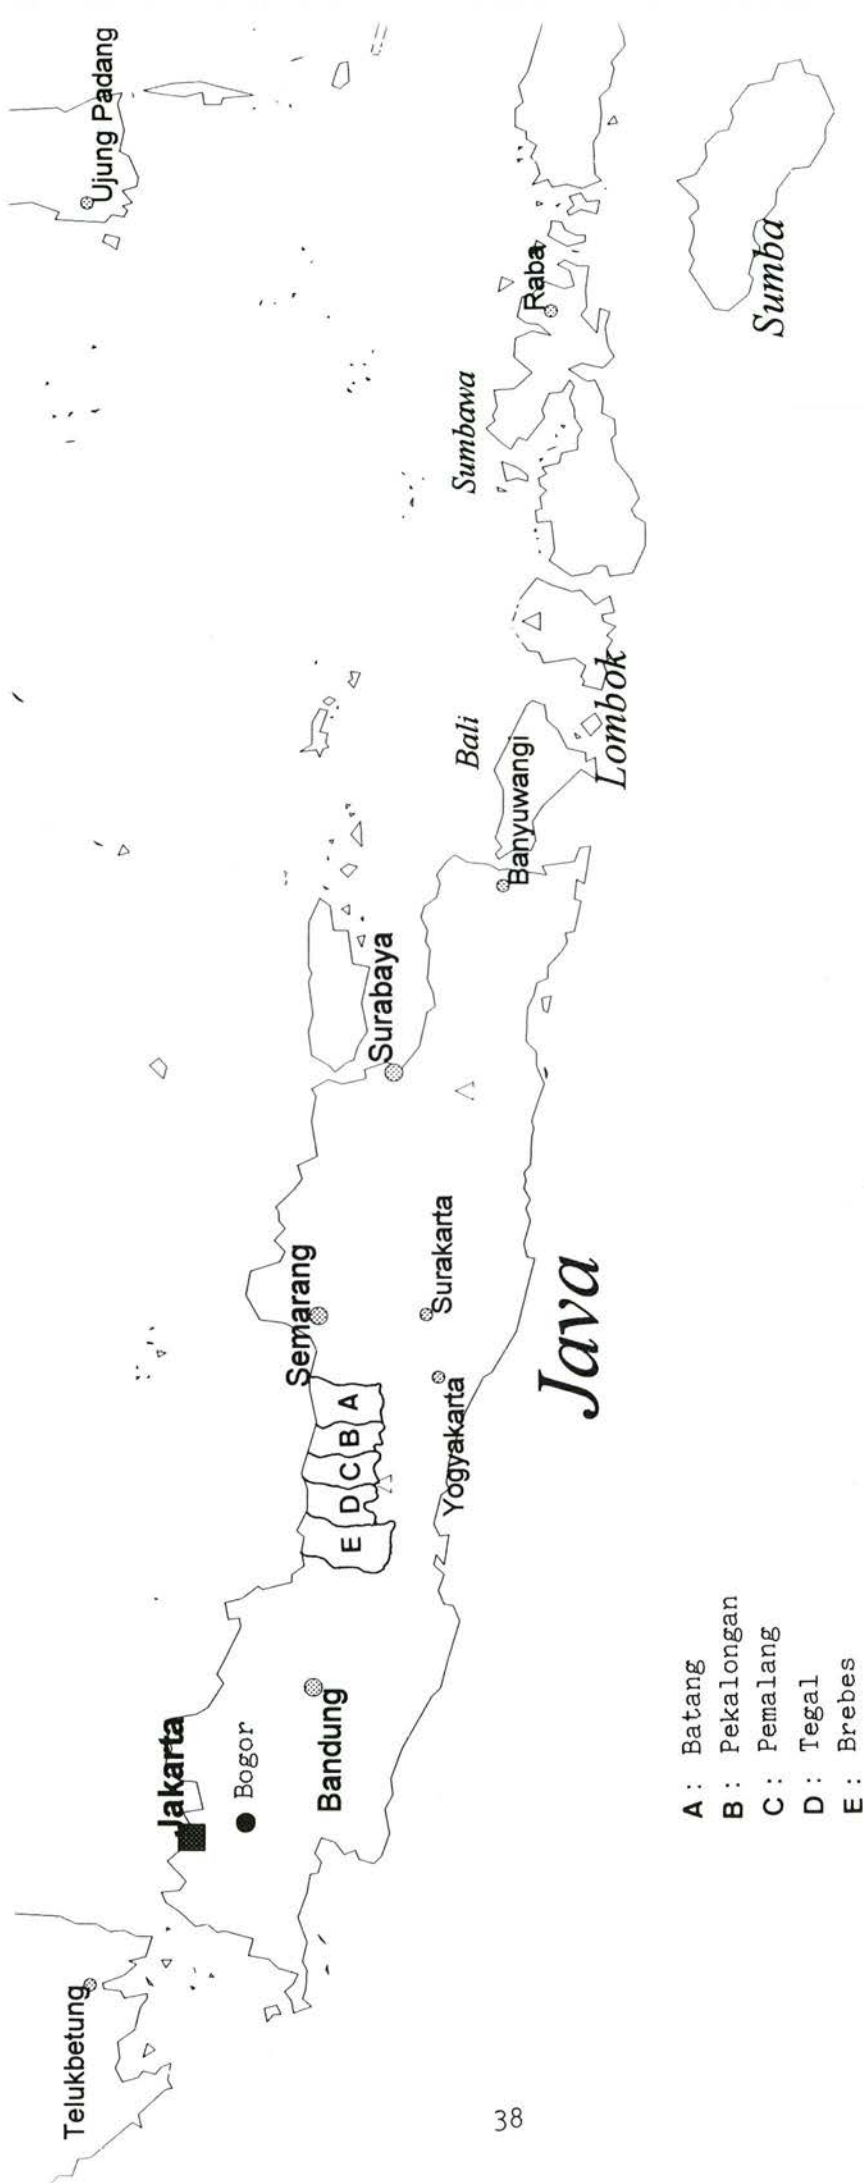 Ujung Padang
Telukbetung
Jakarta
Bogor
Bandung
Semarang
E
D
C
B
A
Surabaya
Surakarta
Yogyakarta
Java
Bali
Banyuwangi
Lombok
Sumbawa
Raba
Sumba
A : Batang
B : Pekalongan
C : Pemalang
D : Tegal
E : Brebes
38